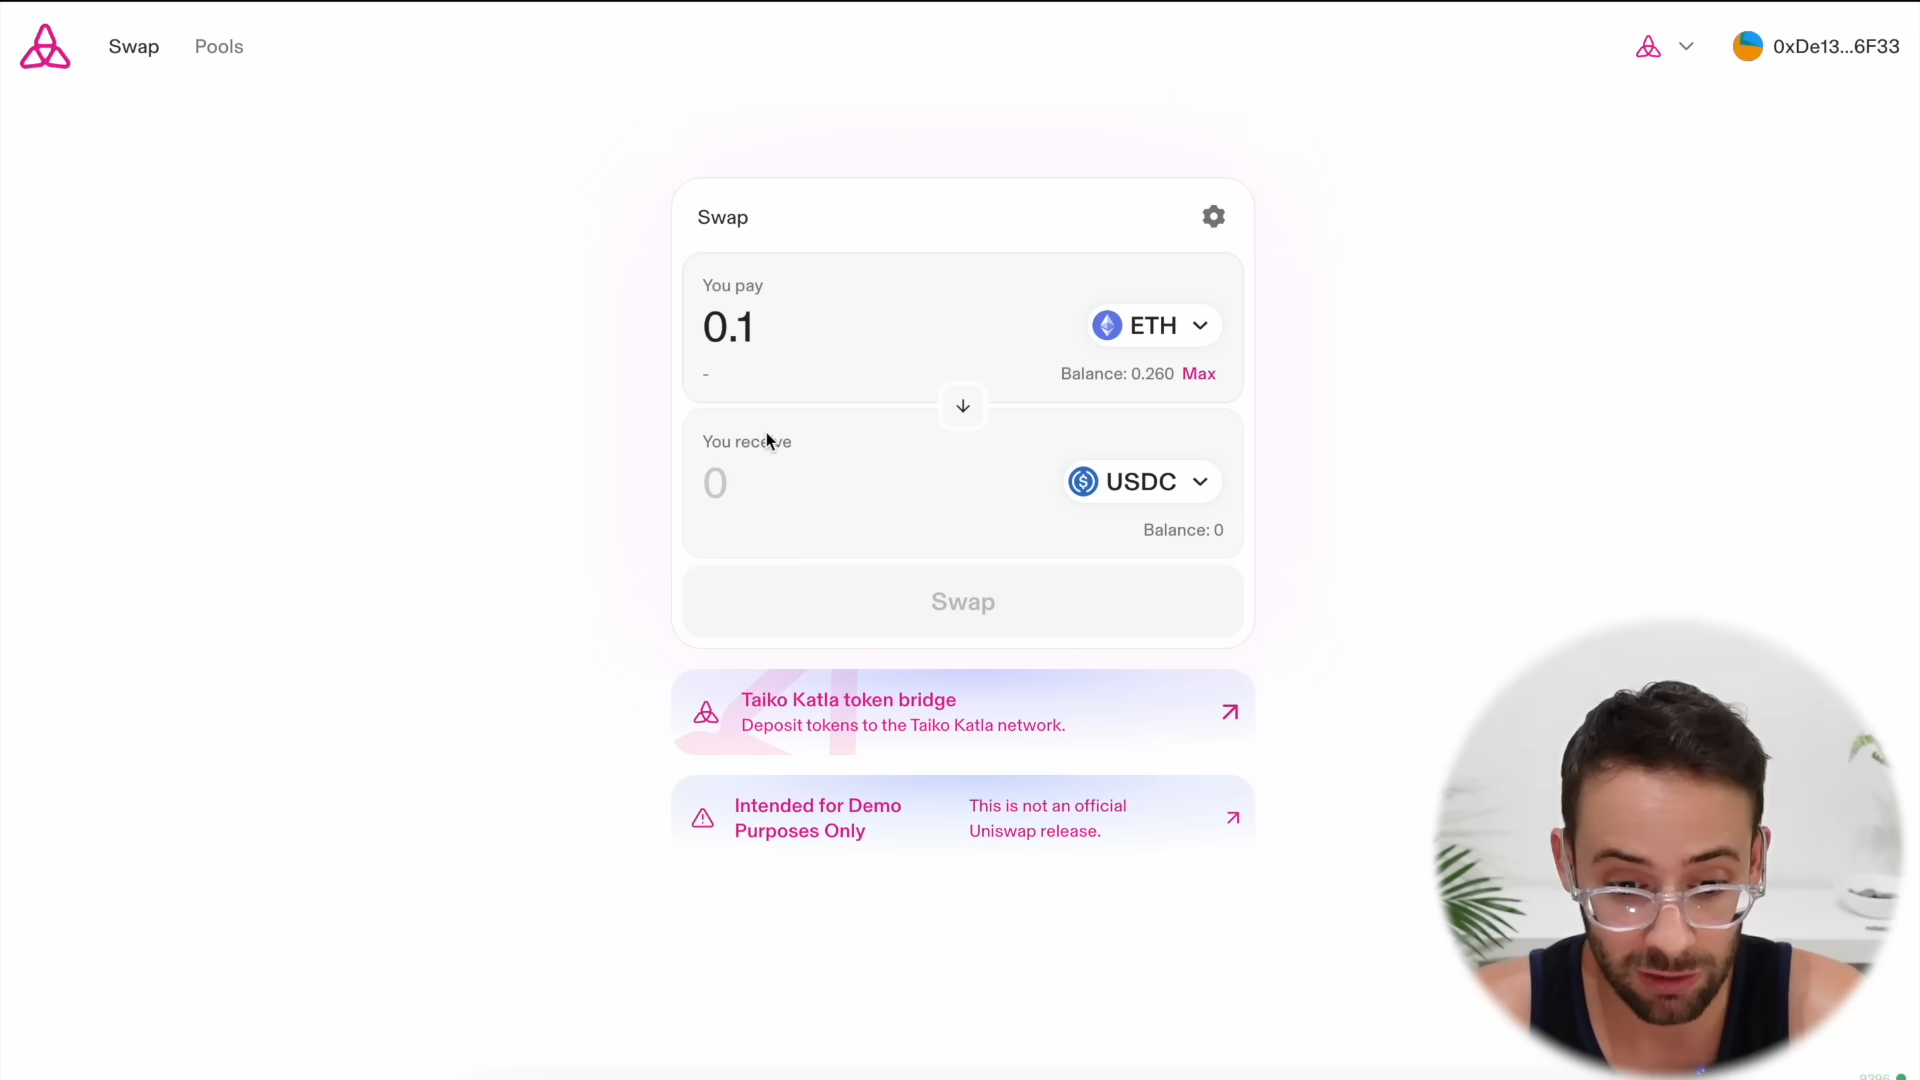 Swap
Pools
0xDe13...6F33
Swap
You pay
0.1
ETH
-
Balance: 0.260 Max
You receive
0
USDC
Balance: 0
Swap
Taiko Katla token bridge
Deposit tokens to the Taiko Katla network.
Intended for Demo
Purposes Only
This is not an official
Uniswap release.